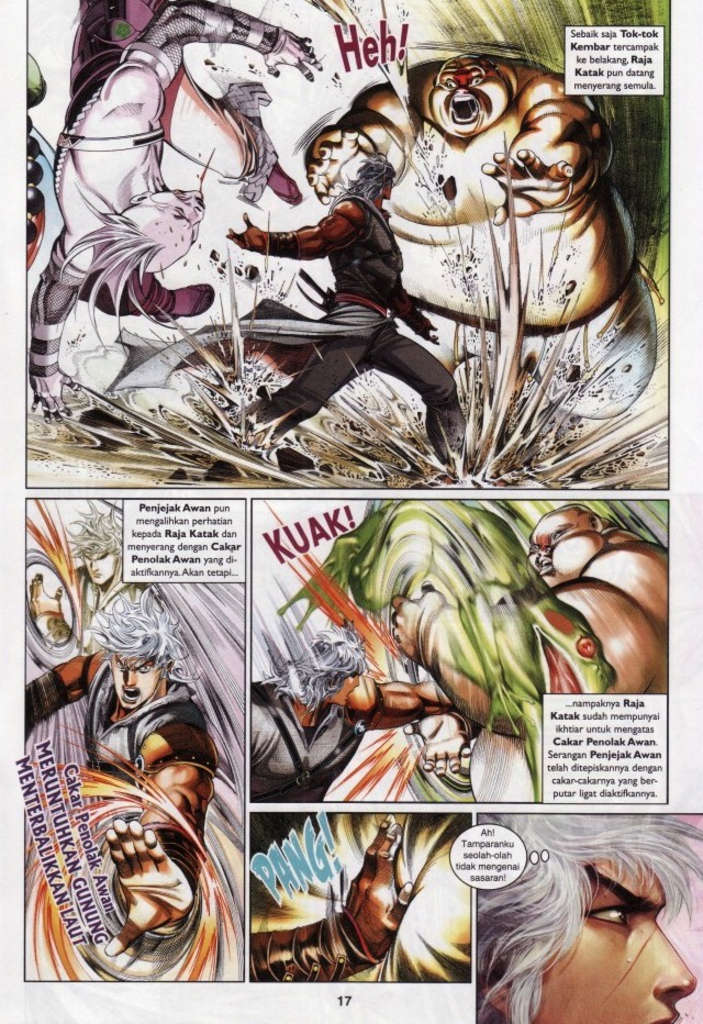 Heh!
Sebaik saja Tok-tok
Kembar tercampak
ke belakang, Raja
Katak pun datang
menyerang semula.
Penjejak Awan pun
mengalihkan perhatian
kepada Raja Katak dan
menyerang dengan Cakar
Penolak Awan yang di-
aktifkannya. Akan tetapi...
Cakar Penolak Awan
MERUNTUHKAN GUNUNG
MENTERBALIKKAN LAUT
KUAK!
...nampaknya Raja
Katak sudah mempunyai
ikhtiar untuk mengatas
Cakar Penolak Awan.
Serangan Penjejak Awan
telah ditepiskannya dengan
cakar-cakarnya yang ber-
putar ligat diaktifkannya.
PANG!
Ah!
Tamparanku
seolah-olah
tidak mengenai
sasaran!
17